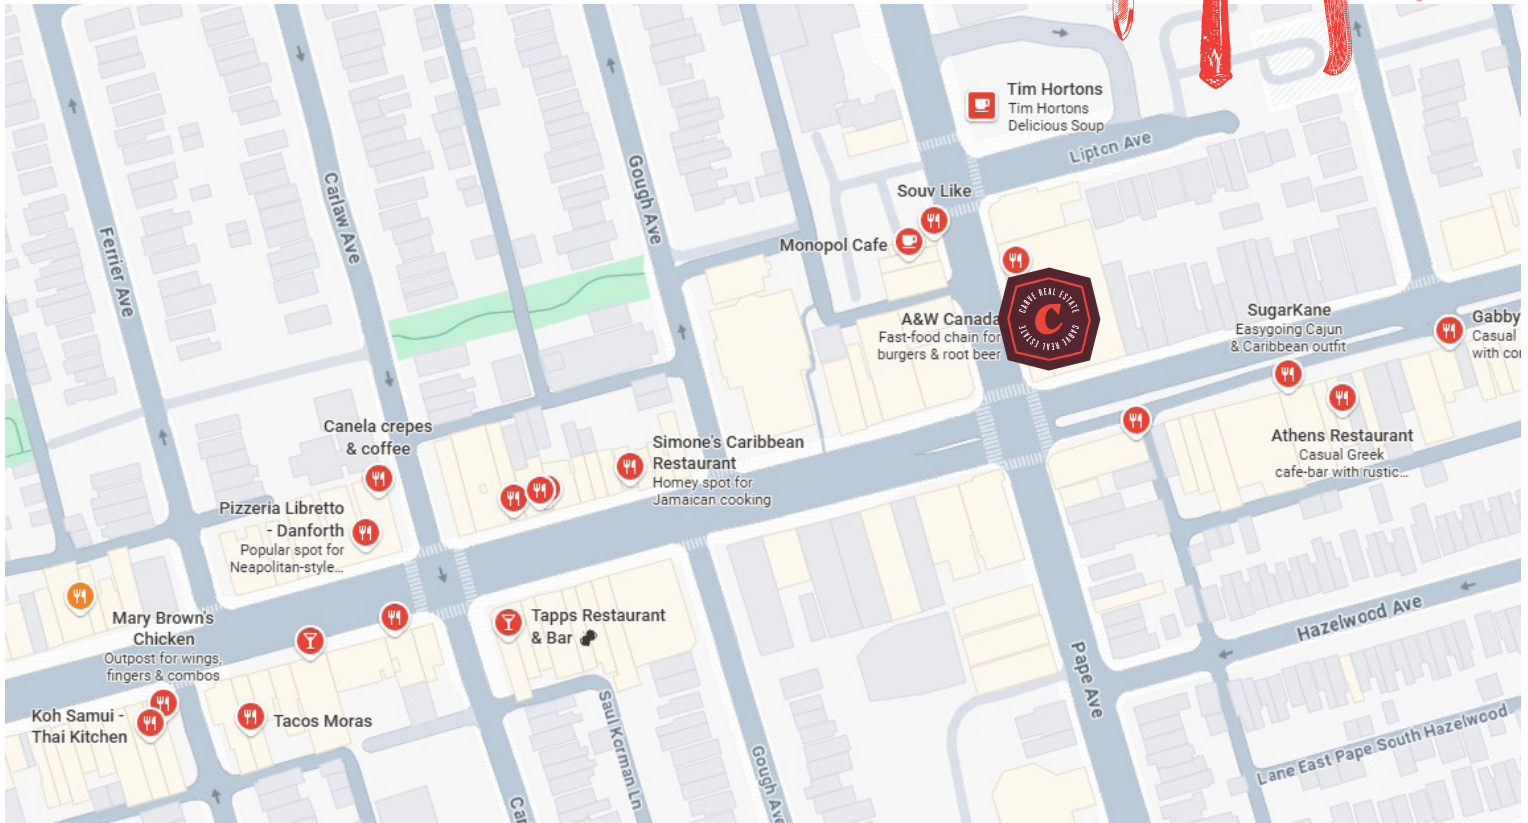 Tim Hortons
Tim Hortons
Delicious Soup
Lipton Ave
Souv Like
Monopol Cafe
Gough Ave
Carlaw Ave
Ferrier Ave
A&W Canada
Fast-food chain for
burgers & root beer
CARVE REAL ESTATE
C
CARVE REAL ESTATE
SugarKane
Easygoing Cajun
& Caribbean outfit
Gabby
Casual
with cor
Canela crepes
& coffee
Simone's Caribbean
Restaurant
Homey spot for
Jamaican cooking
Athens Restaurant
Casual Greek
cafe-bar with rustic...
Pizzeria Libretto
- Danforth
Popular spot for
Neapolitan-style...
Mary Brown's
Chicken
Outpost for wings,
fingers & combos
Tapps Restaurant
& Bar
Hazelwood Ave
Pape Ave
Koh Samui -
Thai Kitchen
Tacos Moras
Saul Korman Ln
Gough Ave
Lane East Pape South Hazelwood
Car